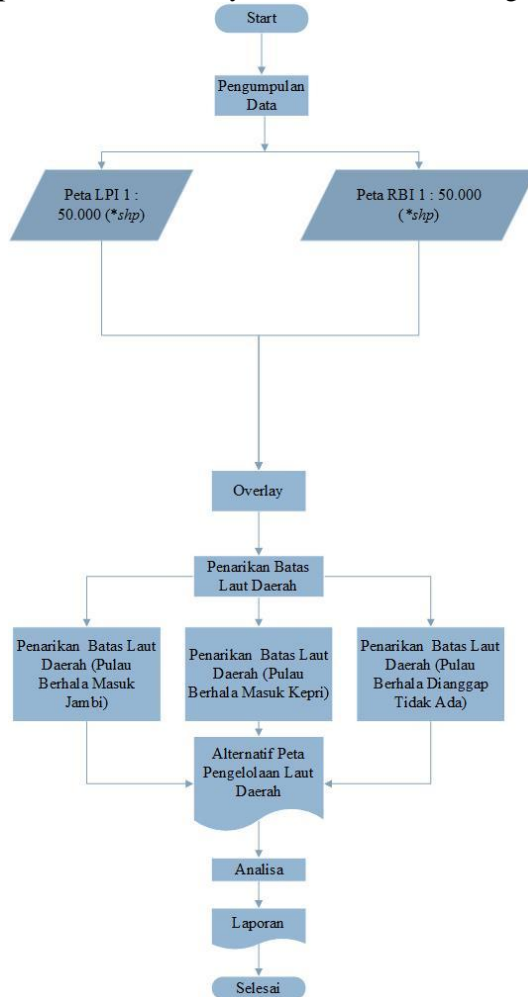 Start
Pengumpulan
Data
Peta LPI 1 :
50.000 (*shp)
Peta RBI 1 : 50.000
(*shp)
Overlay
Penarikan Batas
Laut Daerah
Penarikan Batas Laut
Daerah (Pulau
Berhala Masuk
Jambi)
Penarikan Batas Laut
Daerah (Pulau
Berhala Masuk Kepri)
Penarikan Batas Laut
Daerah (Pulau
Berhala Dianggap
Tidak Ada)
Alternatif Peta
Pengelolaan Laut
Daerah
Analisa
Laporan
Selesai